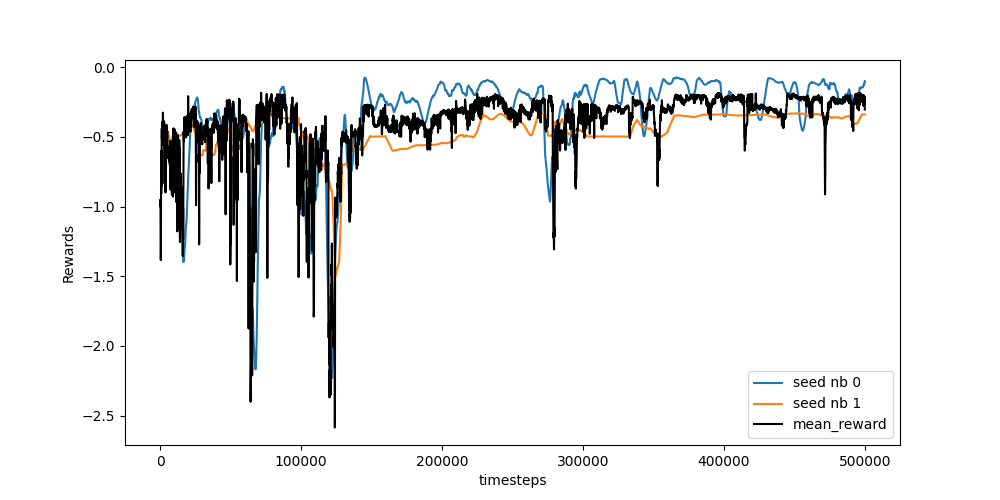 0.0
−0.5
−1.0
−1.5
−2.0
−2.5
Rewards
0
100000
200000
300000
400000
500000
timesteps
seed nb 0
seed nb 1
mean_reward